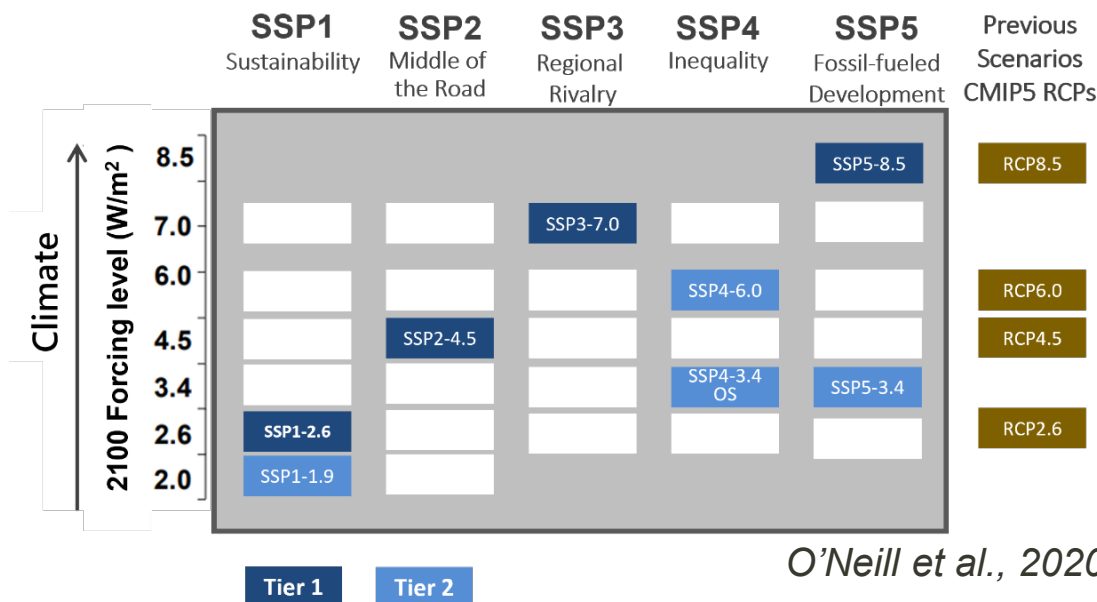 SSP1 SSP2 SSP3 SSP4 SSP5 Previous
Sustainability Middle of Regional Inequality Fossil-fueled Scenarios
the Road Rivalry Development CMIP5 RCPs
Climate
2100 Forcing level (W/m²)
8.5 SSP5-8.5 RCP8.5
7.0 SSP3-7.0
6.0 SSP4-6.0 RCP6.0
4.5 SSP2-4.5 RCP4.5
3.4 SSP4-3.4 SSP5-3.4
OS
2.6 SSP1-2.6 RCP2.6
2.0 SSP1-1.9
O'Neill et al., 2020
Tier 1 Tier 2